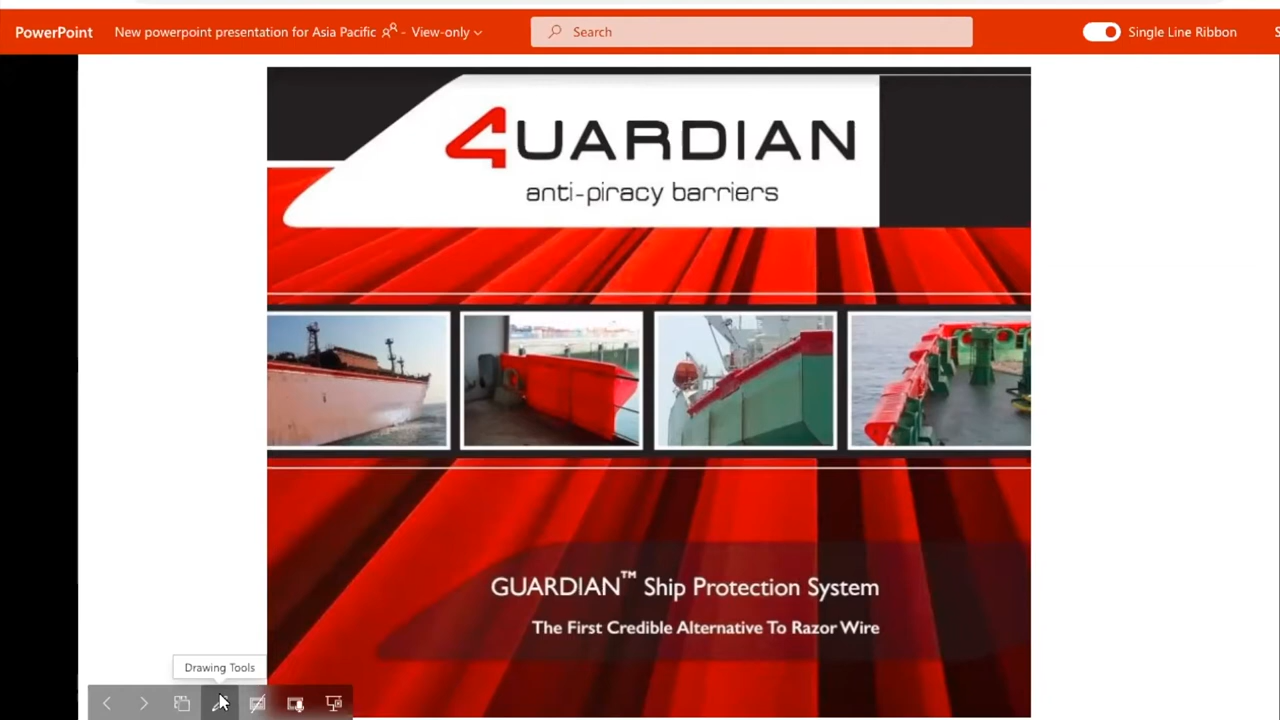 PowerPoint New powerpoint presentation for Asia Pacific - View-only Search Single Line Ribbon
4UARDIAN
anti-piracy barriers
GUARDIAN™ Ship Protection System
The First Credible Alternative To Razor Wire
Drawing Tools